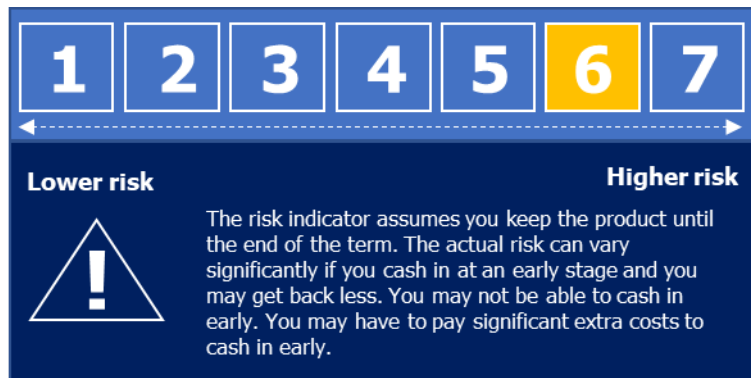 1 2 3 4 5 6 7
Lower risk
Higher risk
!
The risk indicator assumes you keep the product until
the end of the term. The actual risk can vary
significantly if you cash in at an early stage and you
may get back less. You may not be able to cash in
early. You may have to pay significant extra costs to
cash in early.